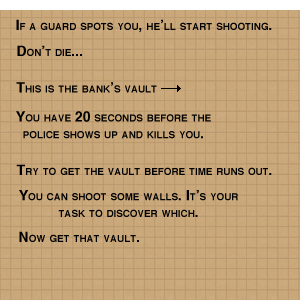 If a guard spots you, he'll start shooting.
Don't die...
This is the bank's vault
You have 20 seconds before the
police shows up and kills you.
Try to get the vault before time runs out.
You can shoot some walls. It's your
task to discover which.
Now get that vault.